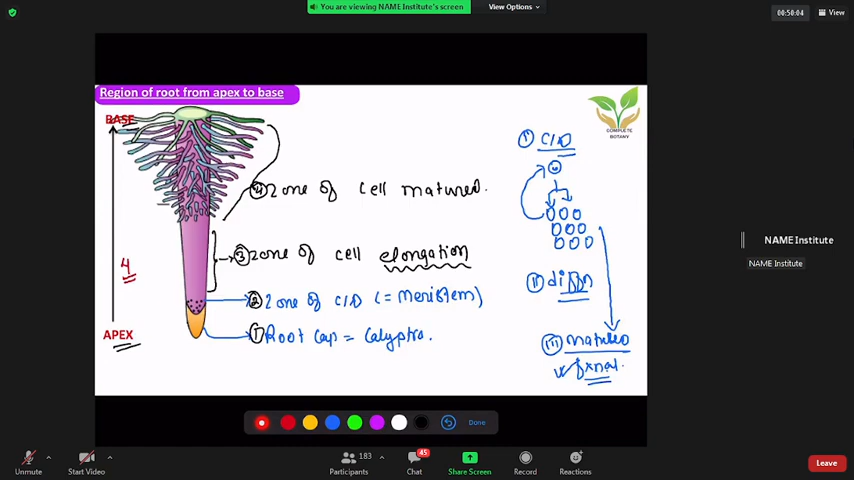 You are viewing NAME Institute's screen
View Options
00:50:04
View
Region of root from apex to base
BASE
COMPLETE
BOTANY
① C/D
④ Zone of cell matured.
③ Zone of cell elongation
4
② Zone of C/D (= Meristem)
⑪ diffn
APEX
① Root cap = Calyptra.
⑪⑪ matured
NAME Institute
NAME Institute
Done
Unmute
Start Video
183
Participants
45
Chat
Share Screen
Record
Reactions
Leave